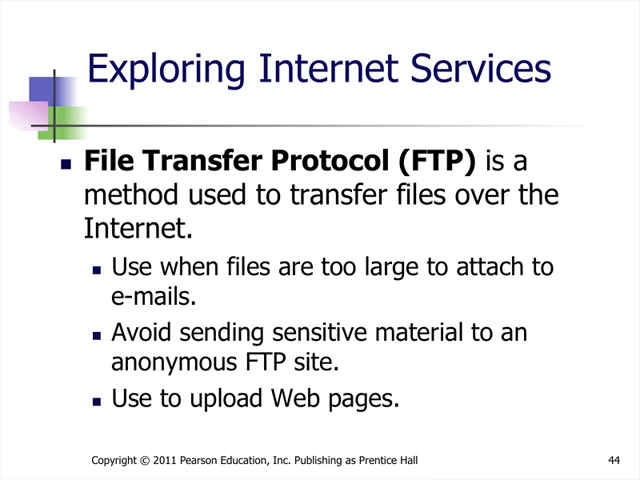 Exploring Internet Services
File Transfer Protocol (FTP) is a
method used to transfer files over the
Internet.
Use when files are too large to attach to
e-mails.
Avoid sending sensitive material to an
anonymous FTP site.
Use to upload Web pages.
Copyright © 2011 Pearson Education, Inc. Publishing as Prentice Hall
44